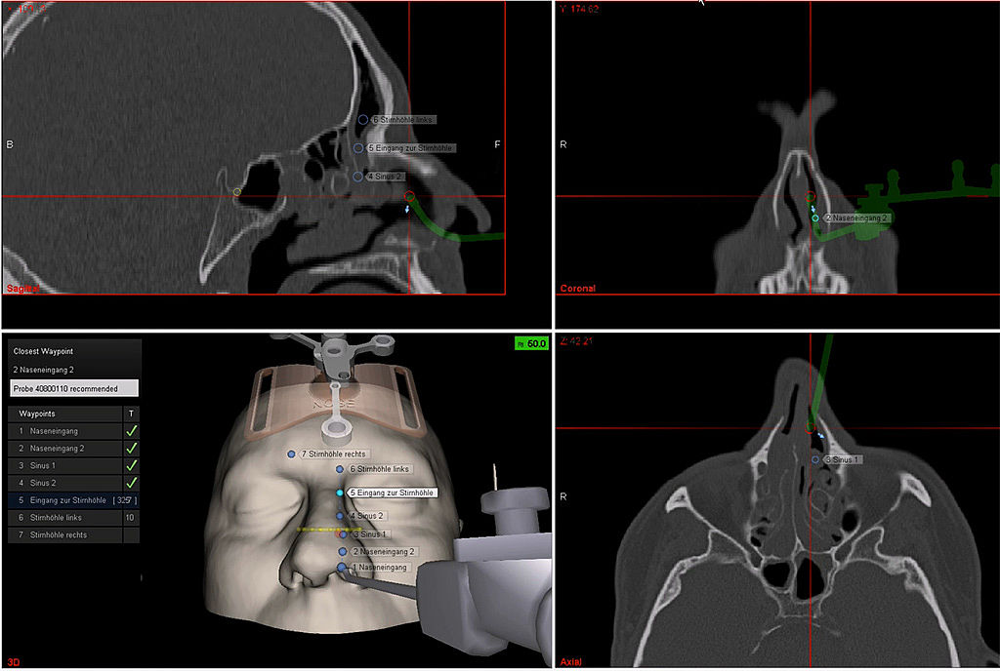 B
F
6 Stirnhöhle links
5 Eingang zur Stirnhöhle
4 Sinus 2
Sagittal
Y: 174.62
R
2 Naseneingang 2
Coronal
Closest Waypoint
2 Naseneingang 2
Probe 40800110 recommended
Waypoints T
1 Naseneingang
2 Naseneingang 2
3 Sinus 1
4 Sinus 2
5 Eingang zur Stirnhöhle
6 Stirnhöhle links 10
7 Stirnhöhle rechts
60.0
NOSE
7 Stirnhöhle rechts
6 Stirnhöhle links
5 Eingang zur Stirnhöhle
4 Sinus 2
3 Sinus 1
2 Naseneingang 2
1 Naseneingang
3D
Z: 42.21
R
3 Sinus 1
Axial